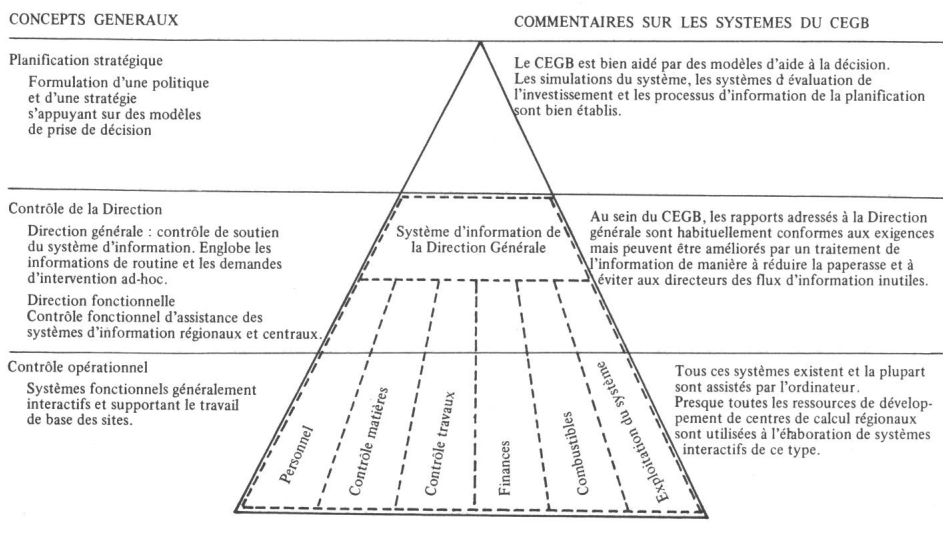 CONCEPTS GENERAUX
COMMENTAIRES SUR LES SYSTEMES DU CEGB
Planification stratégique
Formulation d'une politique
et d'une stratégie
s'appuyant sur des modèles
de prise de décision
Le CEGB est bien aidé par des modèles d'aide à la décision.
Les simulations du système, les systèmes d évaluation de
l'investissement et les processus d'information de la planification
sont bien établis.
Contrôle de la Direction
Direction générale : contrôle de soutien
du système d'information. Englobe les
informations de routine et les demandes
d'intervention ad-hoc.
Direction fonctionnelle
Contrôle fonctionnel d'assistance des
systèmes d'information régionaux et centraux.
Système d'information de
la Direction Générale
Au sein du CEGB, les rapports adressés à la Direction
générale sont habituellement conformes aux exigences
mais peuvent être améliorés par un traitement de
l'information de manière à réduire la paperasse et à
éviter aux directeurs des flux d'information inutiles.
Contrôle opérationnel
Systèmes fonctionnels généralement
interactifs et supportant le travail
de base des sites.
Personnel
Contrôle matières
Contrôle travaux
Finances
Combustibles
Exploitation du système
Tous ces systèmes existent et la plupart
sont assistés par l'ordinateur.
Presque toutes les ressources de dévelop-
pement de centres de calcul régionaux
sont utilisées à l'élaboration de systèmes
interactifs de ce type.